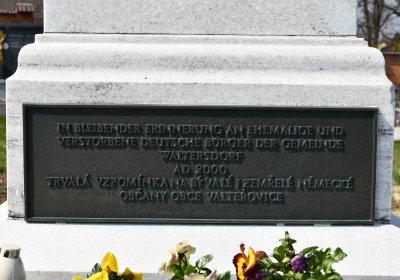 IN BLEIBENDER ERINNERUNG AN EHEMALIGE UND
VERSTORBENE DEUTSCHE BÜRGER DER GEMEINDE
WALTERSDORF
AD 2000
TRVALÁ VZPOMÍNKA NA BÝVALÉ I ZEMŘELÉ NĚMECKÉ
OBČANY OBCE VALTEŘOVICE